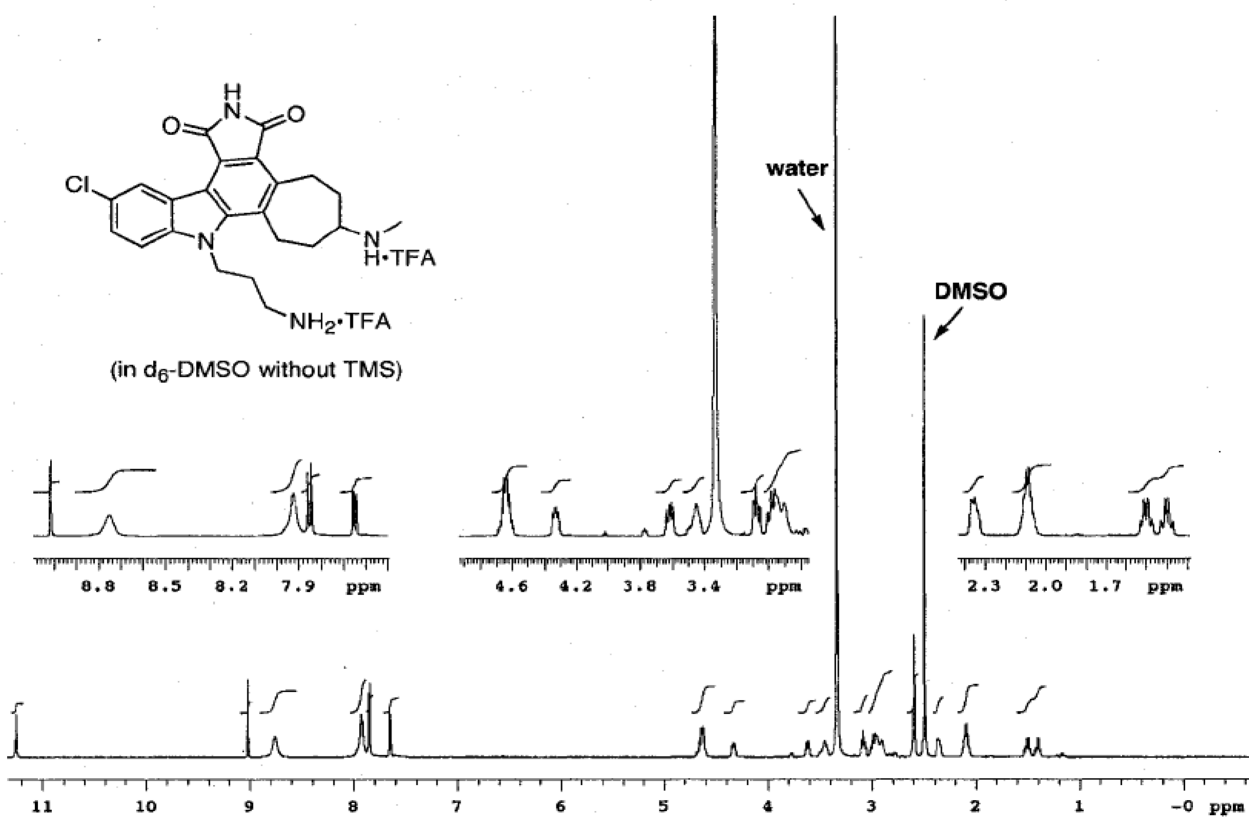 H
N
O
O
Cl
N
N
H•TFA
NH2•TFA
(in d6-DMSO without TMS)
water
DMSO
8.8 8.5 8.2 7.9 ppm
4.6 4.2 3.8 3.4 ppm
2.3 2.0 1.7 ppm
11 10 9 8 7 6 5 4 3 2 1 -0 ppm